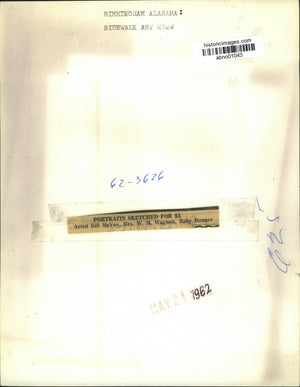 BIRMINGHAM ALABAMA:
SIDEWALK ART SHOW
historicimages.com
abno01043
62-3626
PORTRAITS SKETCHED FOR $5
Artist Bill McVey, Mrs. W. M. Wagnon, Baby Bonner
MAY 21 1962